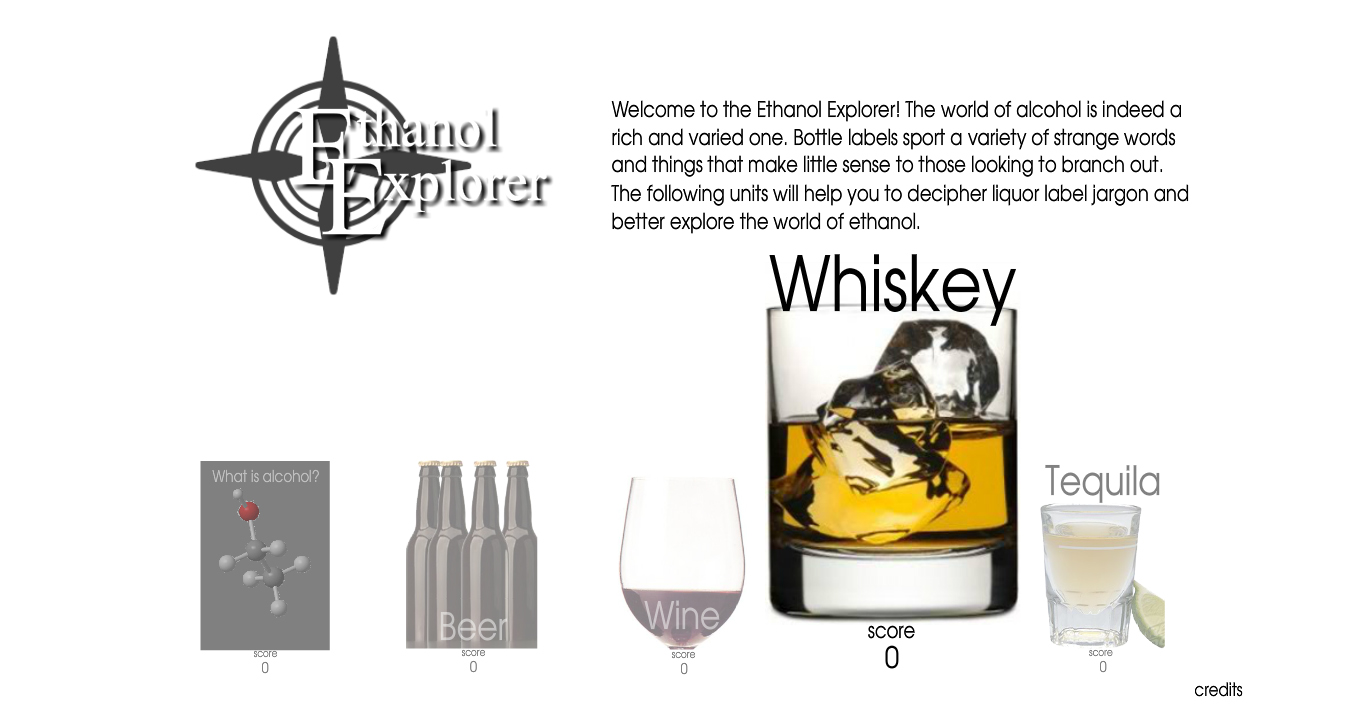 Ethanol
Explorer
Welcome to the Ethanol Explorer! The world of alcohol is indeed a
rich and varied one. Bottle labels sport a variety of strange words
and things that make little sense to those looking to branch out.
The following units will help you to decipher liquor label jargon and
better explore the world of ethanol.
What is alcohol?
score
0
Beer
score
0
Wine
score
0
Whiskey
score
0
Tequila
score
0
credits